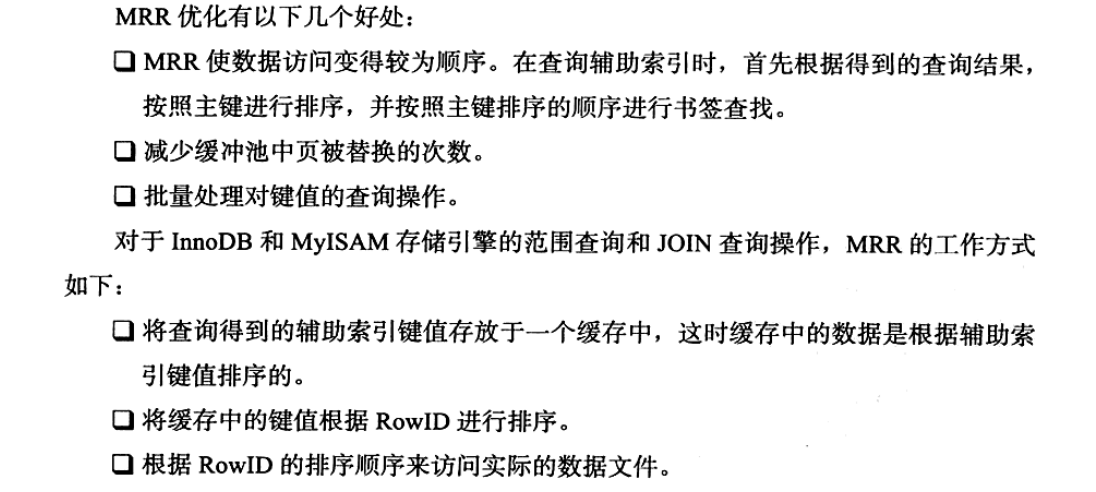 MRR 优化有以下几个好处：
❑ MRR 使数据访问变得较为顺序。在查询辅助索引时，首先根据得到的查询结果，
按照主键进行排序，并按照主键排序的顺序进行书签查找。
❑ 减少缓冲池中页被替换的次数。
❑ 批量处理对键值的查询操作。
对于 InnoDB 和 MyISAM 存储引擎的范围查询和 JOIN 查询操作，MRR 的工作方式
如下：
❑ 将查询得到的辅助索引键值存放于一个缓存中，这时缓存中的数据是根据辅助索
引键值排序的。
❑ 将缓存中的键值根据 RowID 进行排序。
❑ 根据 RowID 的排序顺序来访问实际的数据文件。